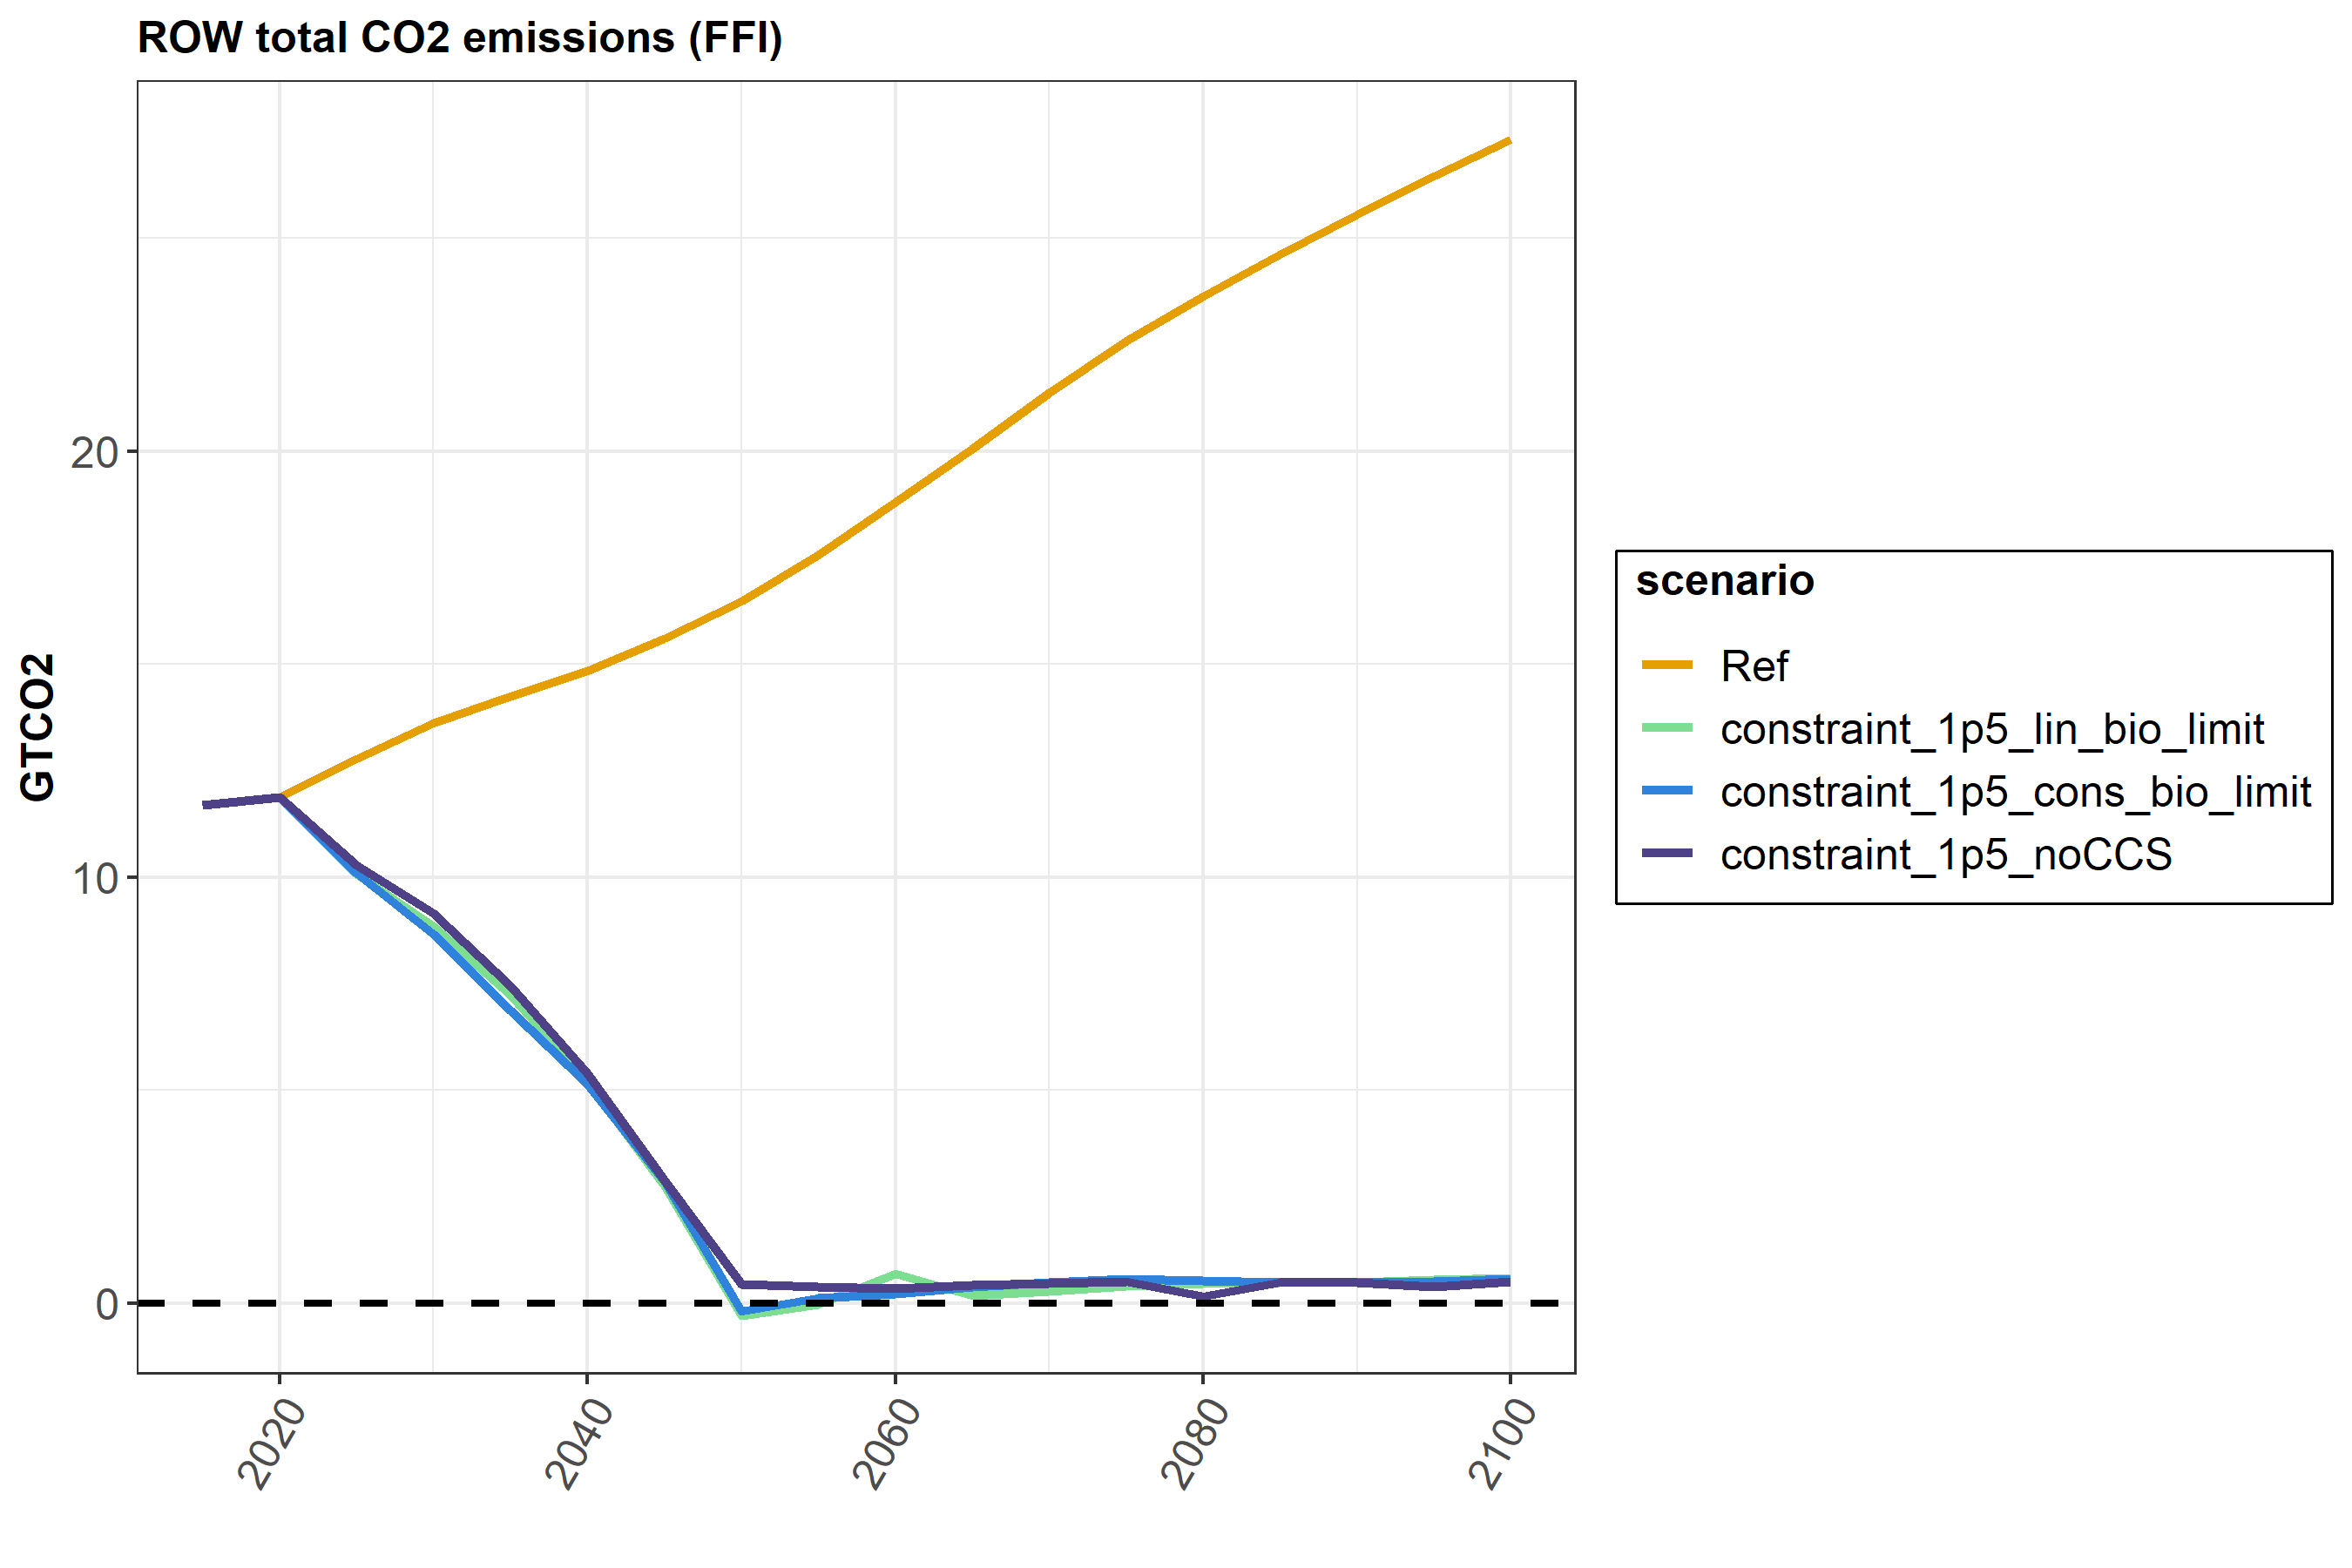 ROW total CO2 emissions (FFI)
GTCO2
20
10
0
2020
2040
2060
2080
2100
scenario
Ref
constraint_1p5_lin_bio_limit
constraint_1p5_cons_bio_limit
constraint_1p5_noCCS